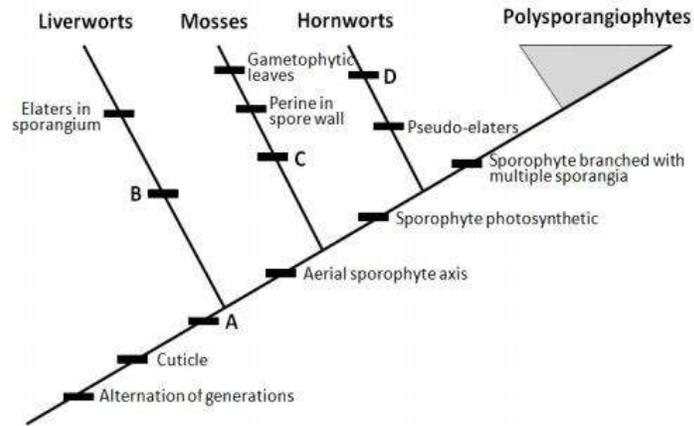 Liverworts
Mosses
Hornworts
Polysporangiophytes
Gametophytic
leaves
D
Elaters in
sporangium
Perine in
spore wall
Pseudo-elaters
C
Sporophyte branched with
multiple sporangia
B
Sporophyte photosynthetic
Aerial sporophyte axis
A
Cuticle
Alternation of generations